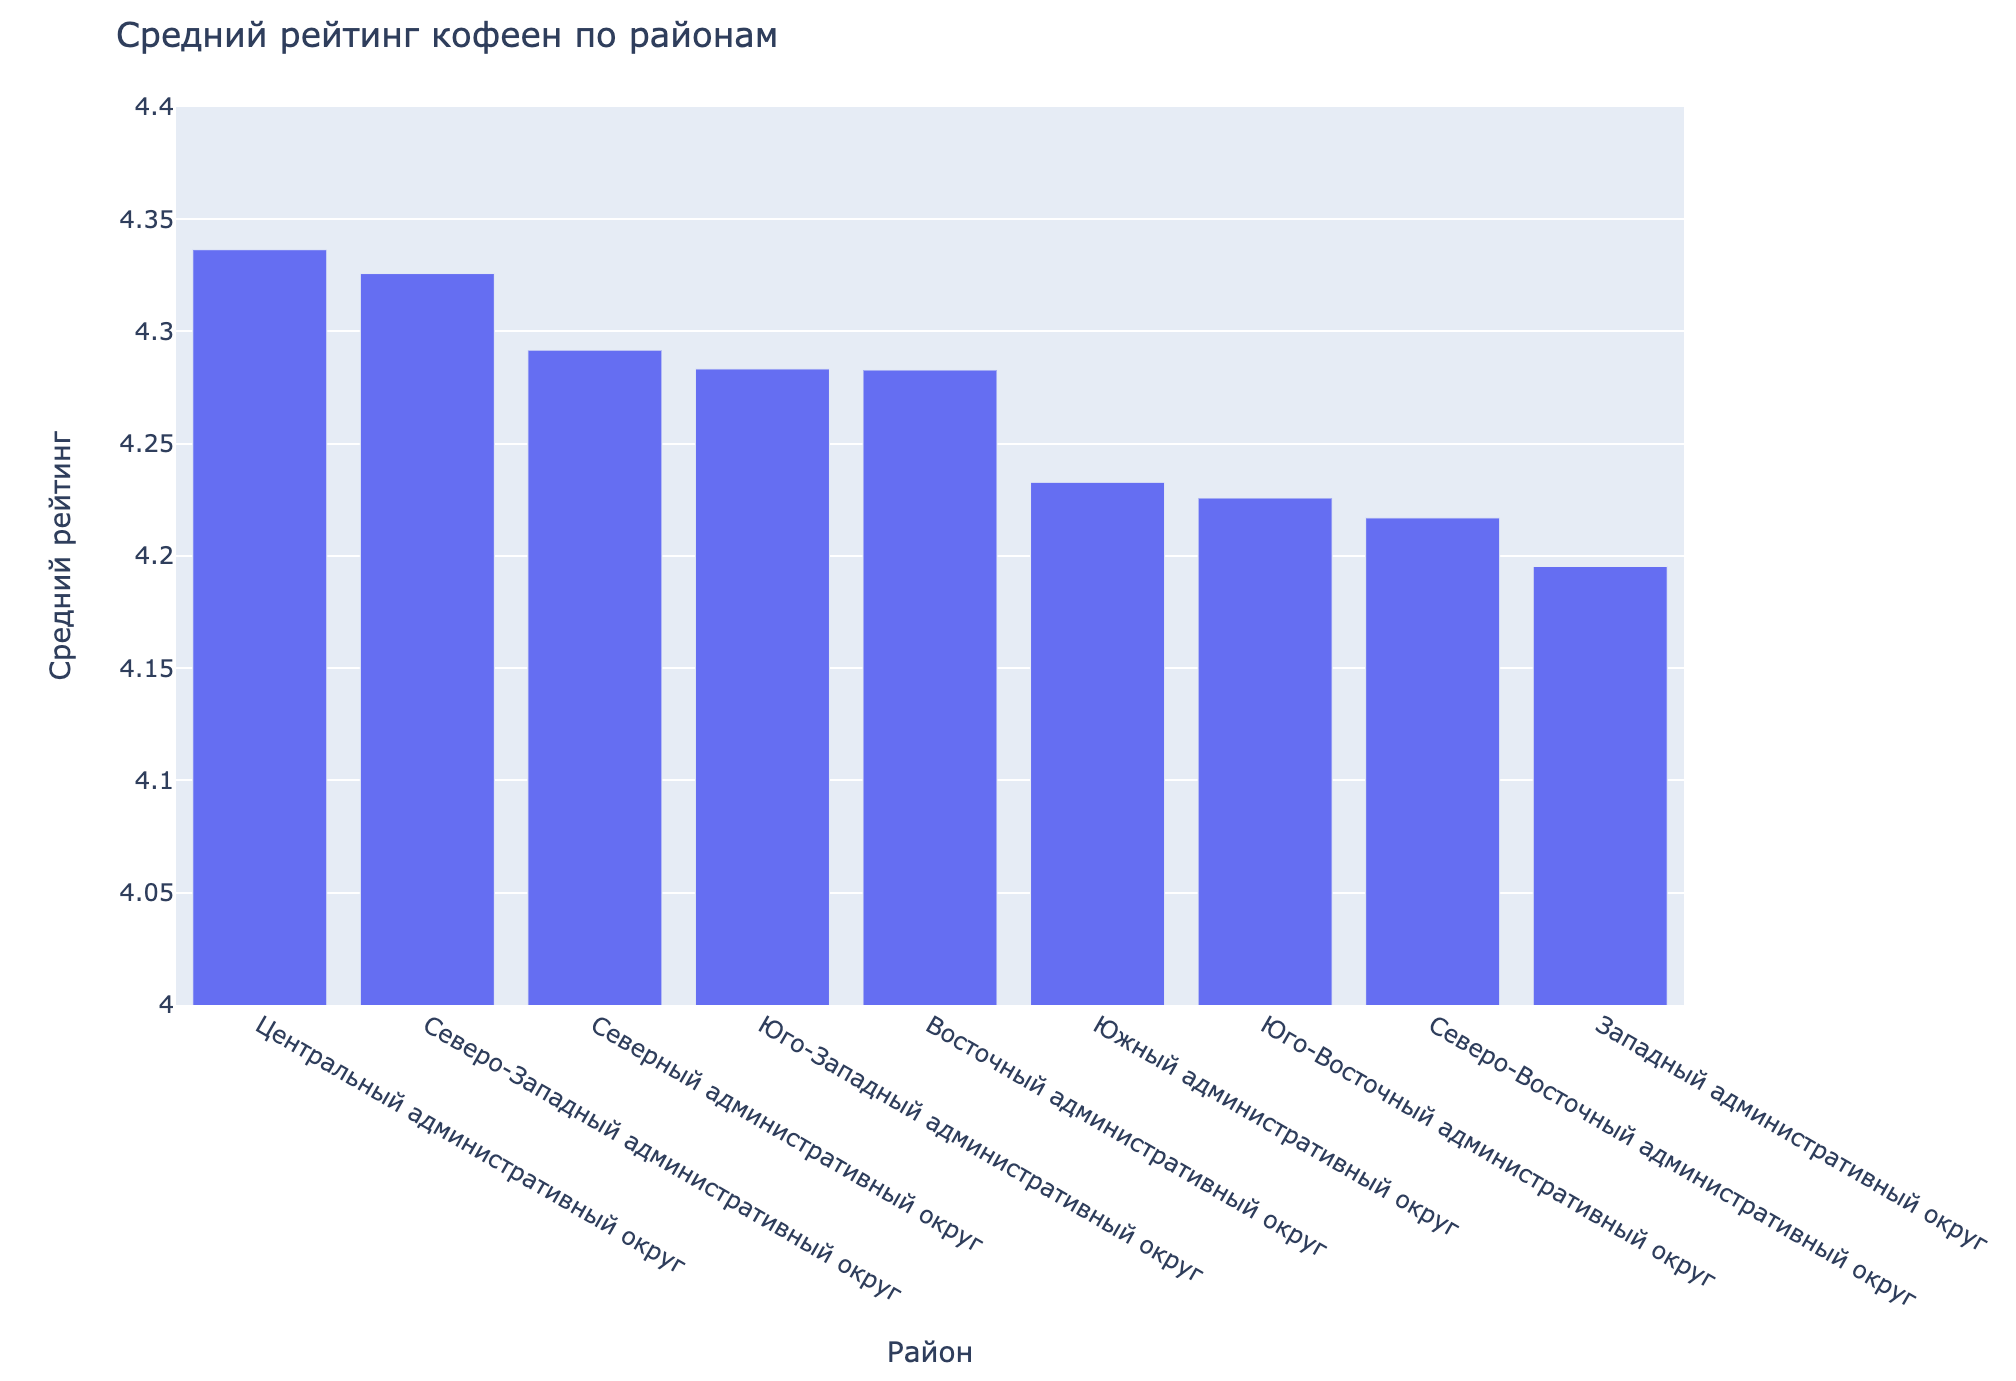 Средний рейтинг кофеен по районам
4.4
4.35
4.3
4.25
4.2
4.15
4.1
4.05
4
Средний рейтинг
Центральный административный округ
Северо-Западный административный округ
Северный административный округ
Юго-Западный административный округ
Восточный административный округ
Южный административный округ
Юго-Восточный административный округ
Северо-Восточный административный округ
Западный административный округ
Район